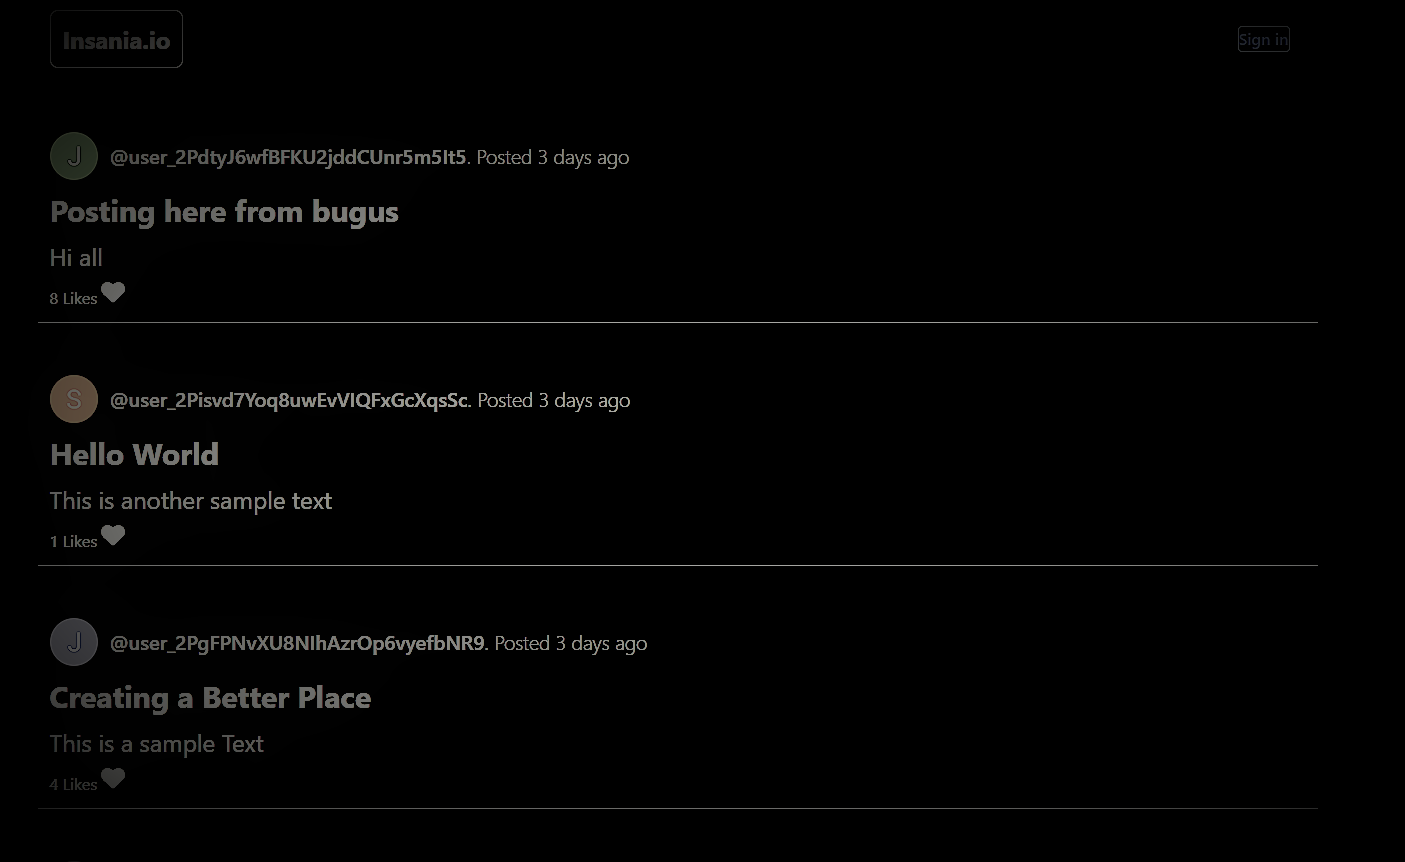 Insania.io
Sign in
J
@user_2PdtyJ6wfBFKU2jddCUnr5m5It5. Posted 3 days ago
Posting here from bugus
Hi all
8 Likes
S
@user_2Pisvd7Yoq8uwEvVIQFxGcXqsSc. Posted 3 days ago
Hello World
This is another sample text
1 Likes
J
@user_2PgFPNvXU8NIhAzrOp6vyefbNR9. Posted 3 days ago
Creating a Better Place
This is a sample Text
4 Likes